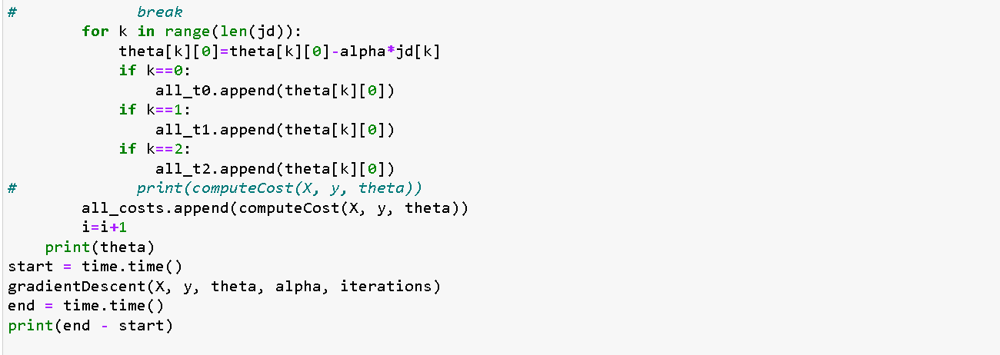 #             break
        for k in range(len(jd)):
            theta[k][0]=theta[k][0]-alpha*jd[k]
            if k==0:
                all_t0.append(theta[k][0])
            if k==1:
                all_t1.append(theta[k][0])
            if k==2:
                all_t2.append(theta[k][0])
#             print(computeCost(X, y, theta))
        all_costs.append(computeCost(X, y, theta))
        i=i+1
    print(theta)
start = time.time()
gradientDescent(X, y, theta, alpha, iterations)
end = time.time()
print(end - start)